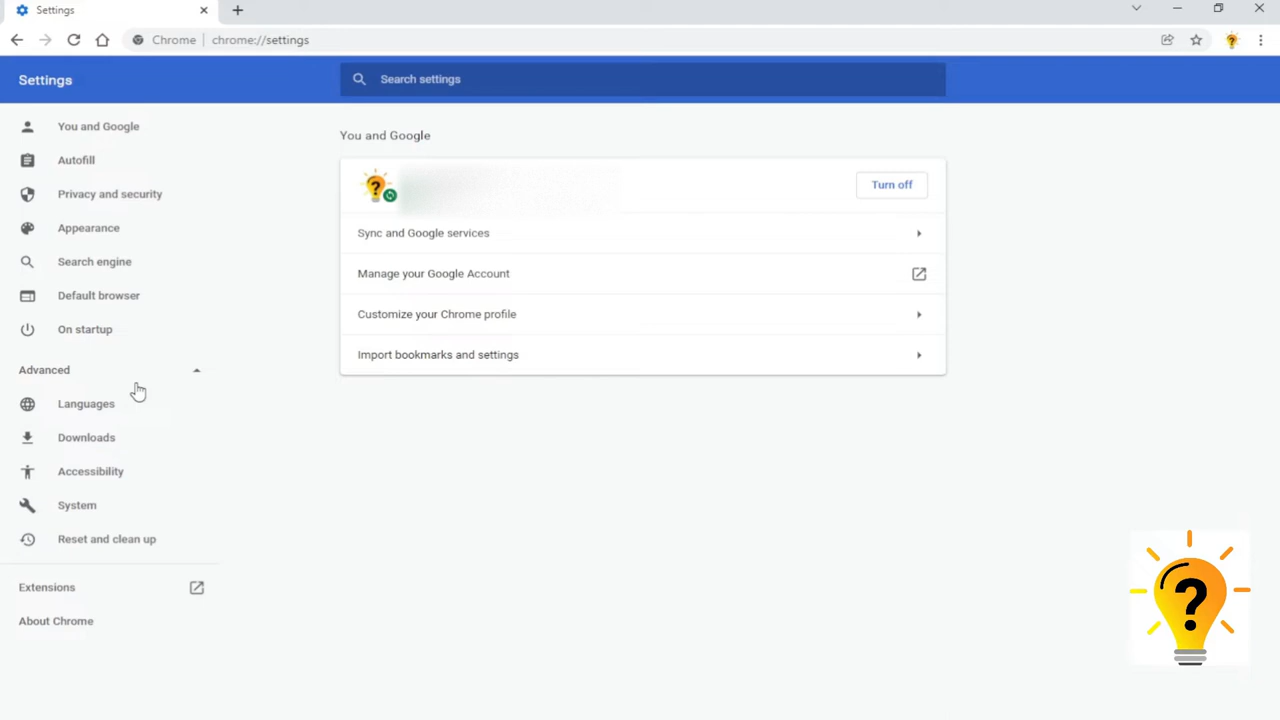 Settings
Chrome | chrome://settings
Settings
Search settings
You and Google
Autofill
Privacy and security
Appearance
Search engine
Default browser
On startup
Advanced
Languages
Downloads
Accessibility
System
Reset and clean up
Extensions
About Chrome
You and Google
?
Turn off
Sync and Google services
Manage your Google Account
Customize your Chrome profile
Import bookmarks and settings
?